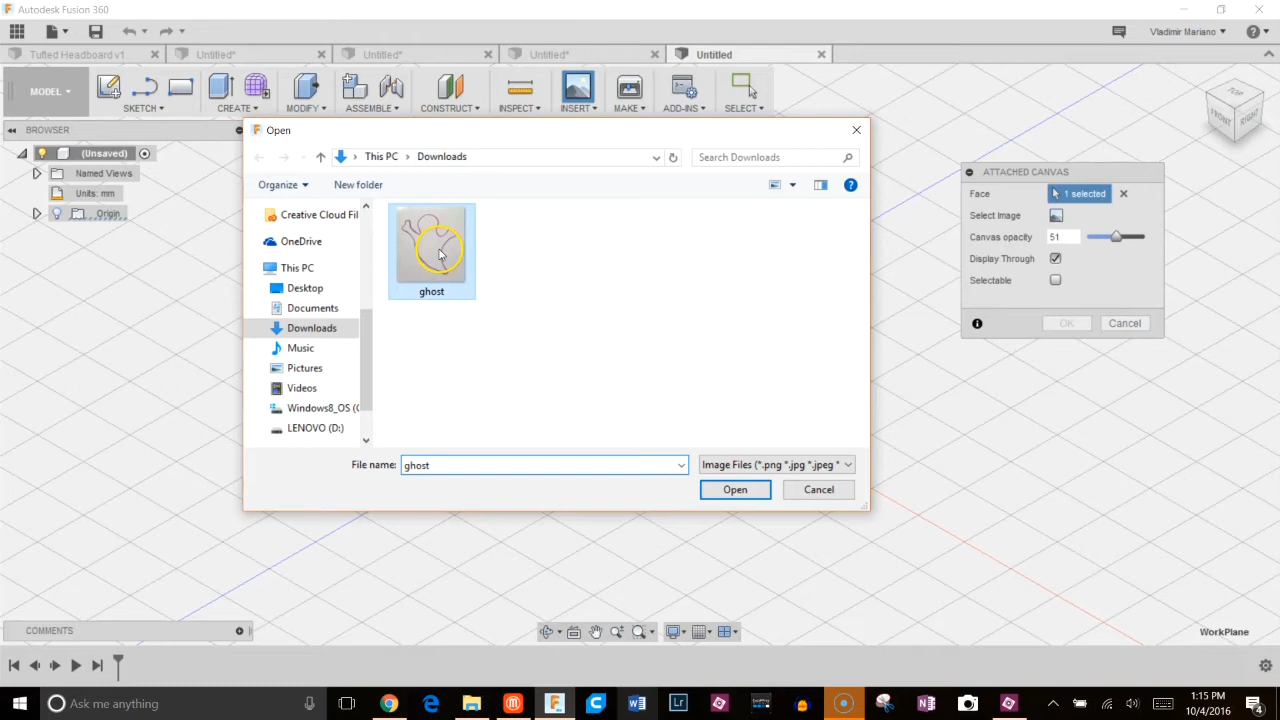 Autodesk Fusion 360
Vladimir Mariano
Tufted Headboard v1
Untitled*
Untitled*
Untitled*
Untitled
MODEL
SKETCH
CREATE
MODIFY
ASSEMBLE
CONSTRUCT
INSPECT
INSERT
MAKE
ADD-INS
SELECT
BROWSER
(Unsaved)
Named Views
Units: mm
Origin
Open
This PC
Downloads
Search Downloads
Organize
New folder
Creative Cloud Fil
OneDrive
This PC
Desktop
Documents
Downloads
Music
Pictures
Videos
Windows8_OS (C
LENOVO (D:)
ghost
File name:
ghost
Image Files (*.png *.jpg *.jpeg *
Open
Cancel
ATTACHED CANVAS
Face
1 selected
Select Image
Canvas opacity
51
Display Through
Selectable
OK
Cancel
TOP
FRONT
RIGHT
COMMENTS
WorkPlane
Ask me anything
1:15 PM
10/4/2016
4